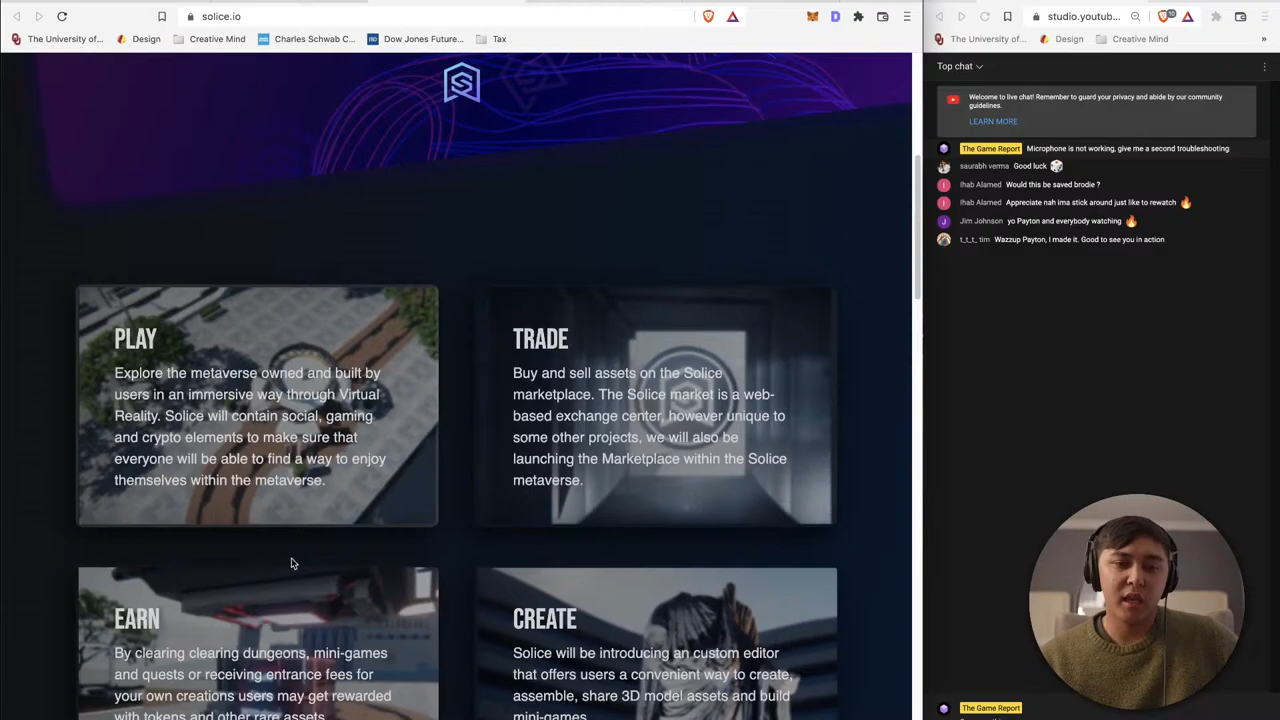 solice.io
The University of...
Design
Creative Mind
Charles Schwab C...
Dow Jones Future...
Tax
PLAY
Explore the metaverse owned and built by
users in an immersive way through Virtual
Reality. Solice will contain social, gaming
and crypto elements to make sure that
everyone will be able to find a way to enjoy
themselves within the metaverse.
TRADE
Buy and sell assets on the Solice
marketplace. The Solice market is a web-
based exchange center, however unique to
some other projects, we will also be
launching the Marketplace within the Solice
metaverse.
EARN
By clearing clearing dungeons, mini-games
and quests or receiving entrance fees for
your own creations users may get rewarded
with tokens and other rare assets.
CREATE
Solice will be introducing an custom editor
that offers users a convenient way to create,
assemble, share 3D model assets and build
mini-games.
studio.youtub...
10
The University of...
Design
Creative Mind
»
Top chat
Welcome to live chat! Remember to guard your privacy and abide by our community
guidelines.
LEARN MORE
The Game Report Microphone is not working, give me a second troubleshooting
saurabh verma Good luck
Ihab Alamed Would this be saved brodie ?
Ihab Alamed Appreciate nah ima stick around just like to rewatch
Jim Johnson yo Payton and everybody watching
t_t_t_ tim Wazzup Payton, I made it. Good to see you in action
The Game Report